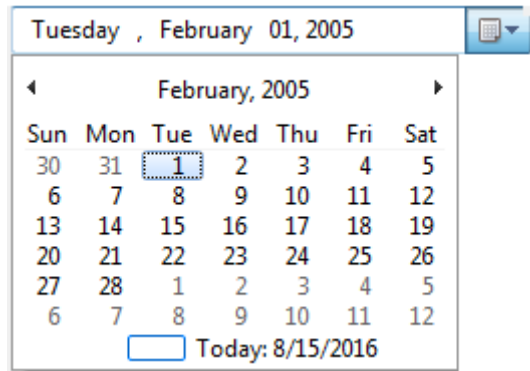 Tuesday , February 01, 2005
February, 2005
Sun Mon Tue Wed Thu Fri Sat
30 31 1 2 3 4 5
6 7 8 9 10 11 12
13 14 15 16 17 18 19
20 21 22 23 24 25 26
27 28 1 2 3 4 5
6 7 8 9 10 11 12
Today: 8/15/2016